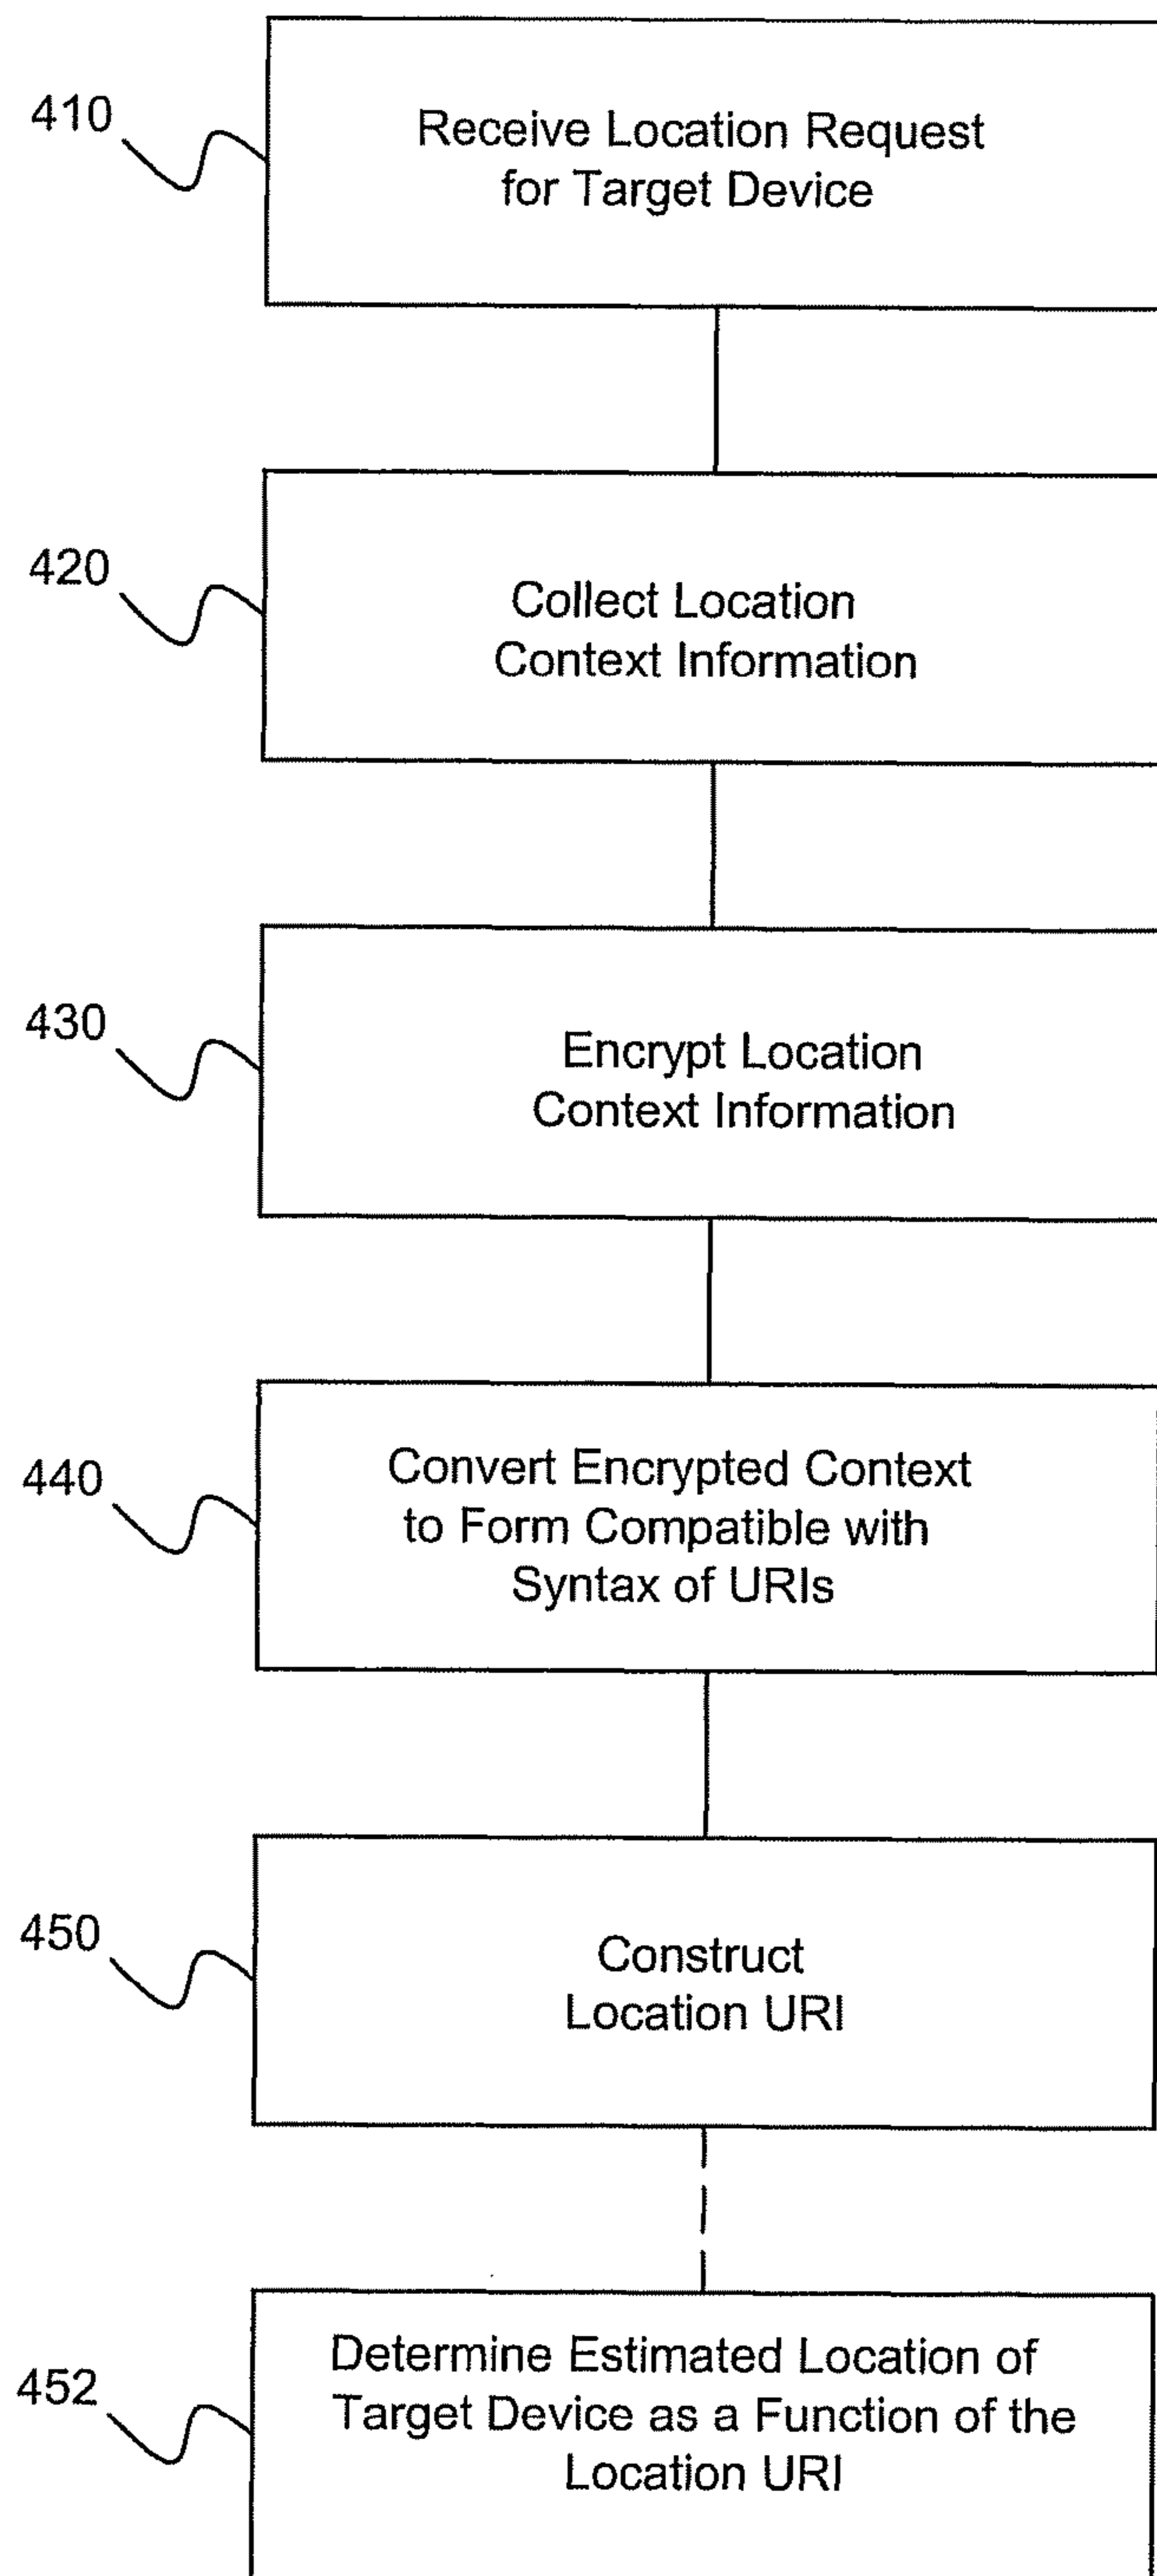 410
Receive Location Request
for Target Device
420
Collect Location
Context Information
430
Encrypt Location
Context Information
440
Convert Encrypted Context
to Form Compatible with
Syntax of URIs
450
Construct
Location URI
452
Determine Estimated Location of
Target Device as a Function of the
Location URI